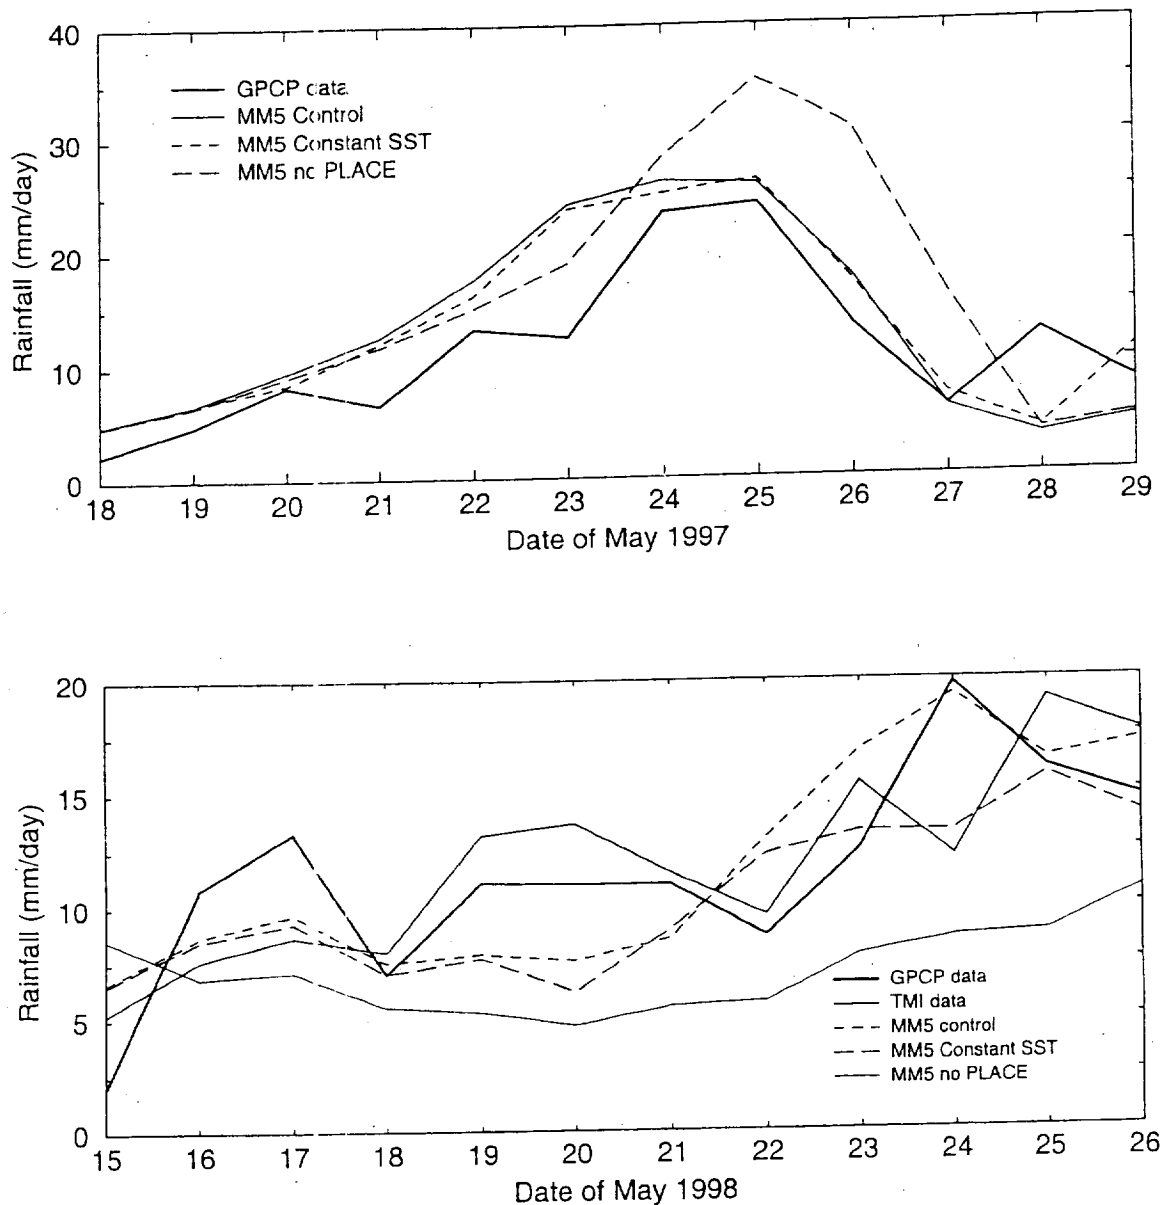 40
30
20
10
0
Rainfall (mm/day)
GPCP data
MM5 Control
MM5 Constant SST
MM5 no PLACE
18 19 20 21 22 23 24 25 26 27 28 29
Date of May 1997
20
15
10
5
0
Rainfall (mm/day)
GPCP data
TMI data
MM5 control
MM5 Constant SST
MM5 no PLACE
15 16 17 18 19 20 21 22 23 24 25 26
Date of May 1998